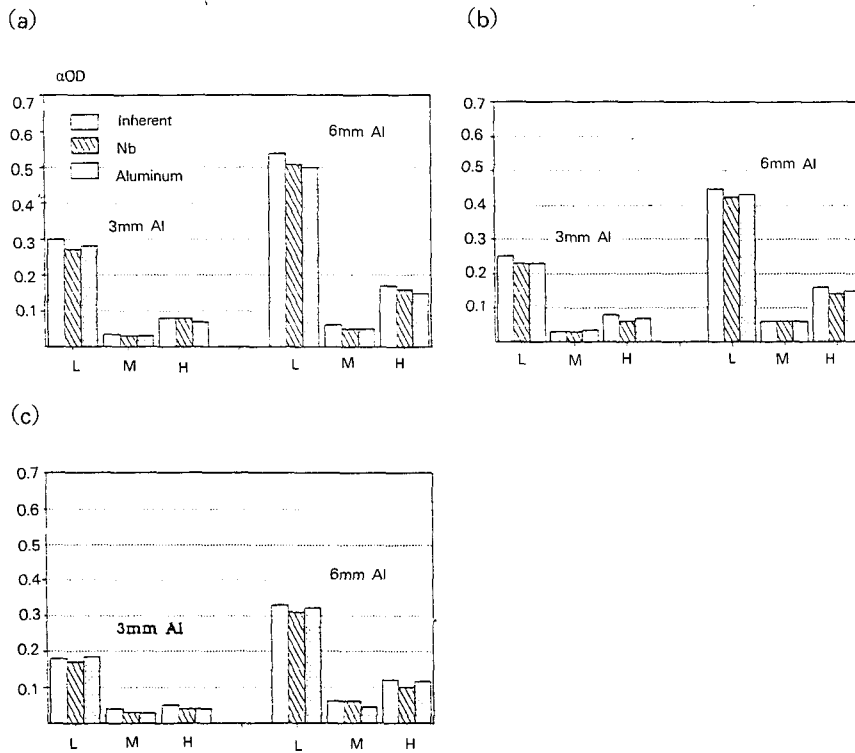 (a)
αOD
0.7
0.6
0.5
0.4
0.3
0.2
0.1
Inherent
Nb
Aluminum
3mm Al
6mm Al
L M H L M H
(b)
0.7
0.6
0.5
0.4
0.3
0.2
0.1
3mm Al
6mm Al
L M H L M H
(c)
0.7
0.6
0.5
0.4
0.3
0.2
0.1
3mm Al
6mm Al
L M H L M H